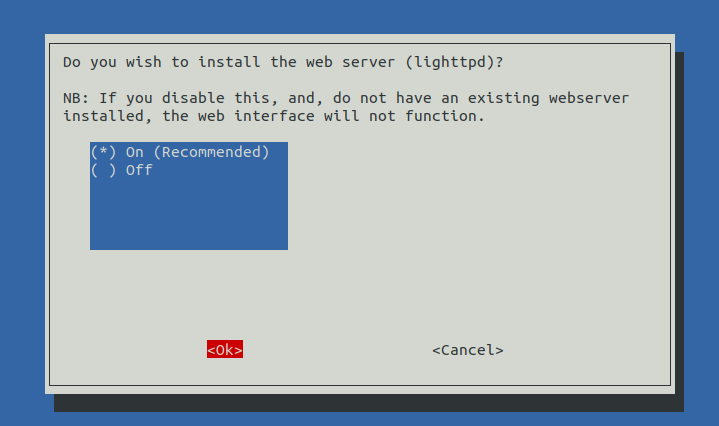 Do you wish to install the web server (lighttpd)?
NB: If you disable this, and, do not have an existing webserver
installed, the web interface will not function.
(*) On (Recommended)
( ) Off
<Ok> <Cancel>